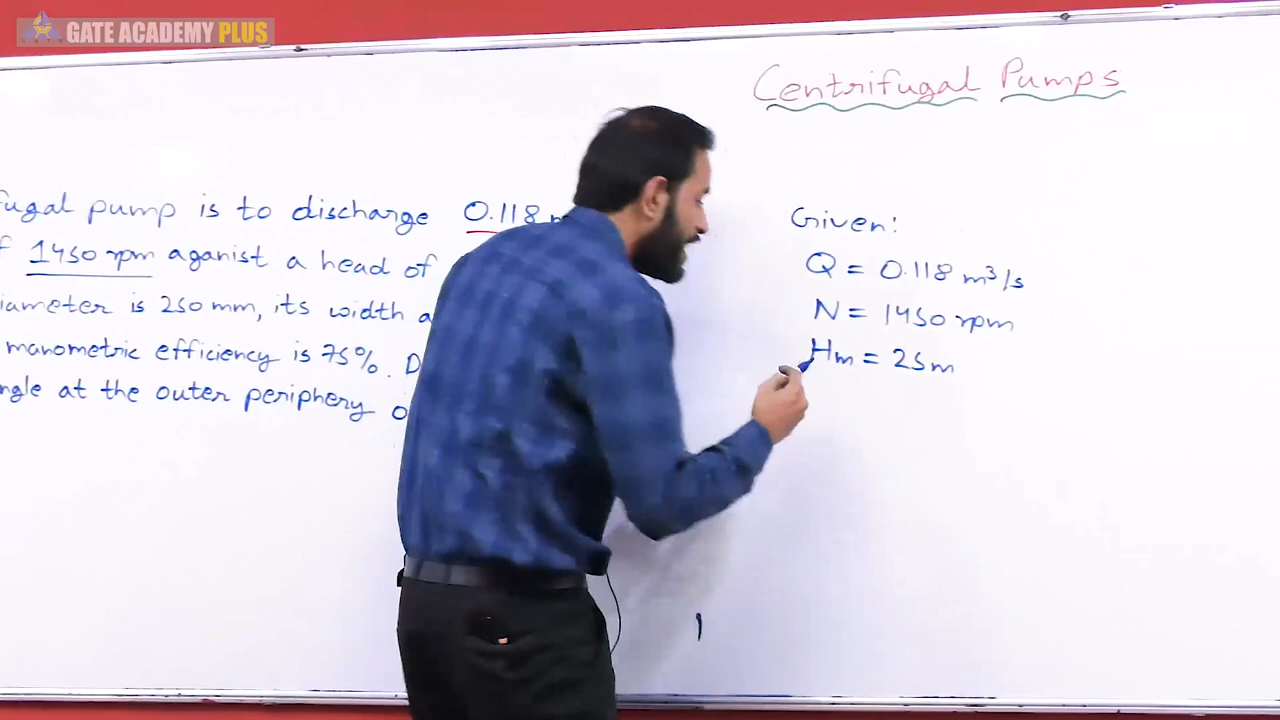 GATE ACADEMY PLUS
Centrifugal Pumps
fugal pump is to discharge 0.118
f 1450 rpm aganist a head of
iameter is 250 mm, its width a
manometric efficiency is 75%. D
ngle at the outer periphery o
Given:
Q = 0.118 m³/s
N = 1450 rpm
Hm = 25m